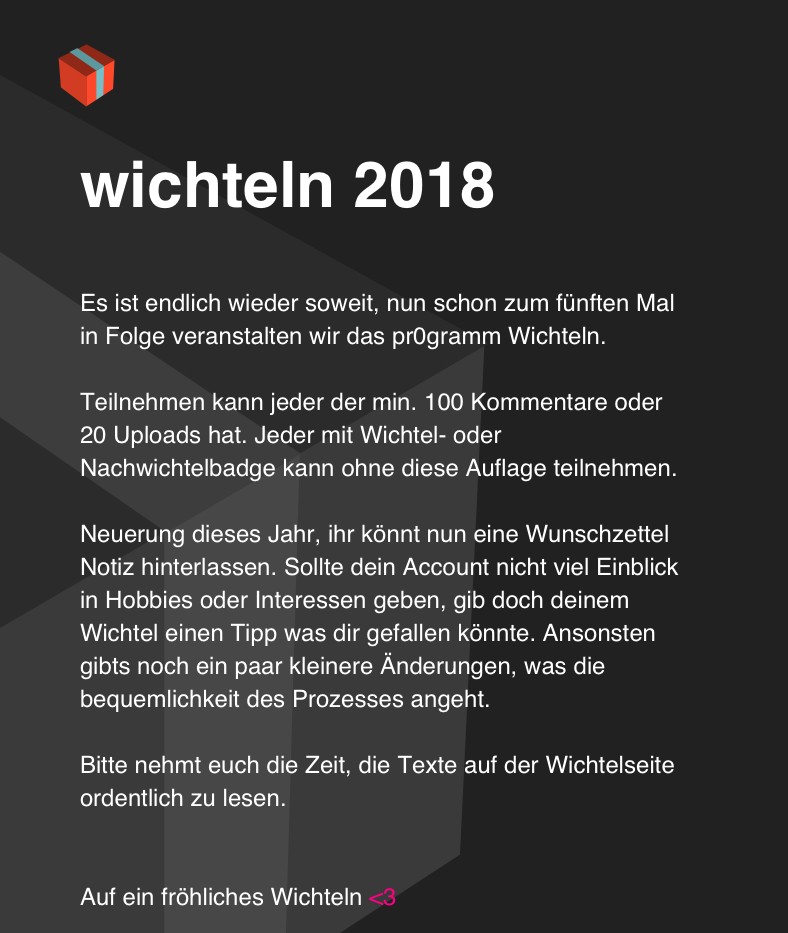 wichteln 2018
Es ist endlich wieder soweit, nun schon zum fünften Mal
in Folge veranstalten wir das pr0gramm Wichteln.
Teilnehmen kann jeder der min. 100 Kommentare oder
20 Uploads hat. Jeder mit Wichtel- oder
Nachwichtelbadge kann ohne diese Auflage teilnehmen.
Neuerung dieses Jahr, ihr könnt nun eine Wunschzettel
Notiz hinterlassen. Sollte dein Account nicht viel Einblick
in Hobbies oder Interessen geben, gib doch deinem
Wichtel einen Tipp was dir gefallen könnte. Ansonsten
gibts noch ein paar kleinere Änderungen, was die
bequemlichkeit des Prozesses angeht.
Bitte nehmt euch die Zeit, die Texte auf der Wichtelseite
ordentlich zu lesen.
Auf ein fröhliches Wichteln <3